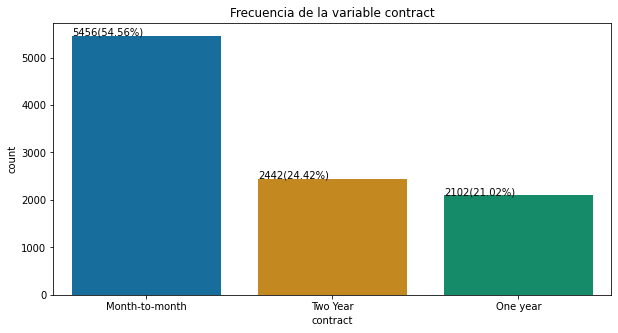 Frecuencia de la variable contract
5456(54.56%)
2442(24.42%)
2102(21.02%)
5000
4000
3000
2000
1000
0
count
Month-to-month
Two Year
One year
contract